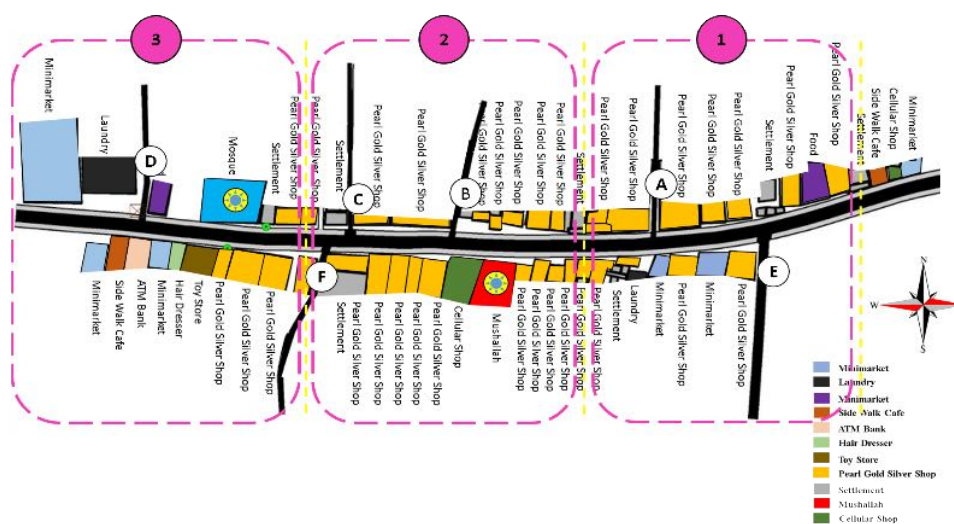 3
2
1
Minimarket
Laundry
D
Mosque
Settlement
Pearl Gold Silver Shop
Pearl Gold Silver Shop
Settlement
C
Pearl Gold Silver Shop
Pearl Gold Silver Shop
B
Pearl Gold Silver Shop
Pearl Gold Silver Shop
Pearl Gold Silver Shop
Pearl Gold Silver Shop
Pearl Gold Silver Shop
Settlement
Pearl Gold Silver Shop
Pearl Gold Silver Shop
A
Pearl Gold Silver Shop
Pearl Gold Silver Shop
Pearl Gold Silver Shop
Settlement
Pearl Gold Silver Shop
Food
Pearl Gold Silver Shop
Settlement
Side Walk Cafe
Cellular Shop
Minimarket
Minimarket
Side Walk Cafe
ATM Bank
Minimarket
Hair Dresser
Toy Store
Pearl Gold Silver Shop
Pearl Gold Silver Shop
Pearl Gold Silver Shop
F
Settlement
Pearl Gold Silver Shop
Pearl Gold Silver Shop
Pearl Gold Silver Shop
Pearl Gold Silver Shop
Pearl Gold Silver Shop
Cellular Shop
Mushallah
Pearl Gold Silver Shop
Pearl Gold Silver Shop
Pearl Gold Silver Shop
Pearl Gold Silver Shop
Pearl Gold Silver Shop
Pearl Gold Silver Shop
Settlement
Laundry
Minimarket
Pearl Gold Silver Shop
Minimarket
Pearl Gold Silver Shop
E
N
W
S
Minimarket
Laundry
Minimarket
Side Walk Cafe
ATM Bank
Hair Dresser
Toy Store
Pearl Gold Silver Shop
Settlement
Mushallah
Cellular Shop